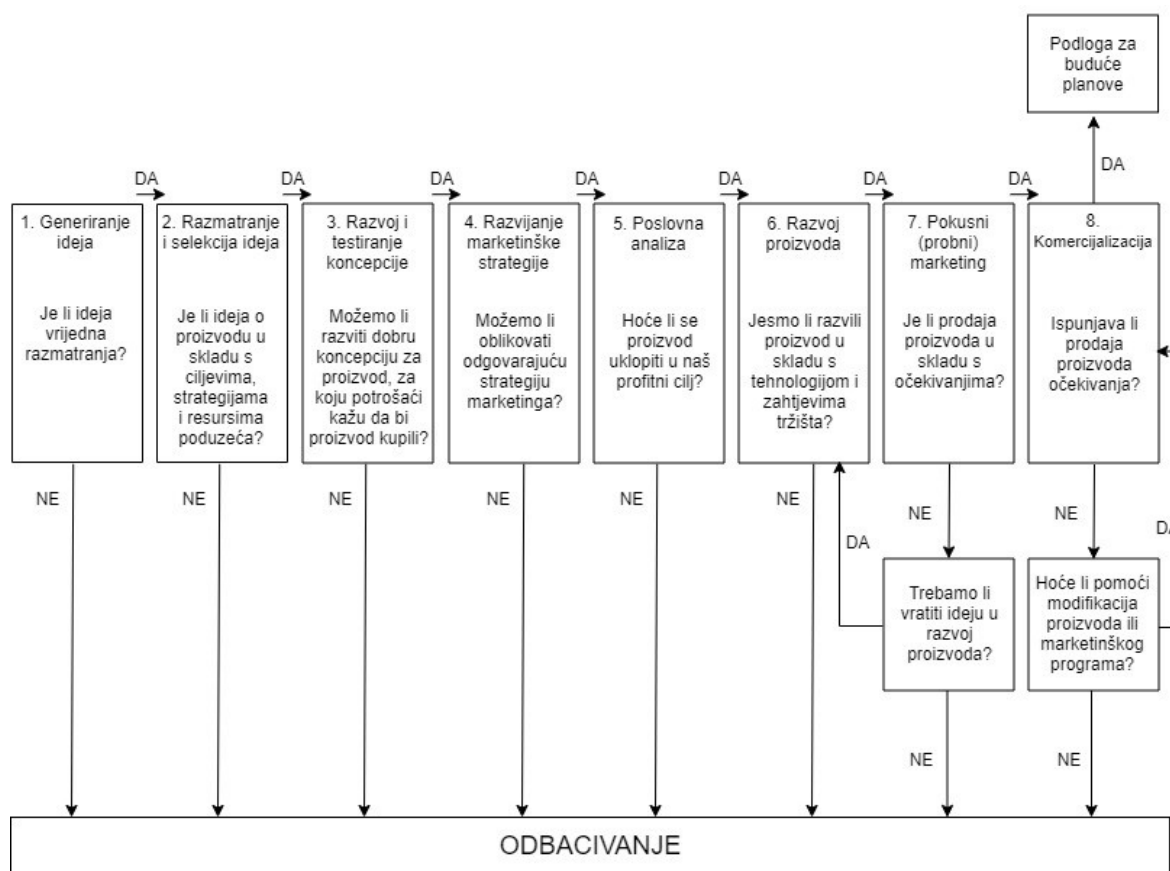 Podloga za
buduće
planove
DA
DA
DA
DA
DA
DA
DA
DA
1. Generiranje
ideja
Je li ideja
vrijedna
razmatranja?
2. Razmatranje
i selekcija ideja
Je li ideja o
proizvodu u
skladu s
ciljevima,
strategijama
i resursima
poduzeća?
3. Razvoj i
testiranje
koncepcije
Možemo li
razviti dobru
koncepciju za
proizvod, za
koju potrošaći
kažu da bi
proizvod kupili?
4. Razvijanje
marketinške
strategije
Možemo li
oblikovati
odgovarajuću
strategiju
marketinga?
5. Poslovna
analiza
Hoće li se
proizvod
uklopiti u naš
profitni cilj?
6. Razvoj
proizvoda
Jesmo li razvili
proizvod u
skladu s
tehnologijom i
zahtjevima
tržišta?
7. Pokusni
(probni)
marketing
Je li prodaja
proizvoda u
skladu s
očekivanjima?
8.
Komercijalizacija
Ispunjava li
prodaja
proizvoda
očekivanja?
NE
NE
NE
NE
NE
NE
NE
NE
DA
DA
Trebamo li
vratiti ideju u
razvoj
proizvoda?
Hoće li pomoći
modifikacija
proizvoda ili
marketinškog
programa?
NE
NE
ODBACIVANJE